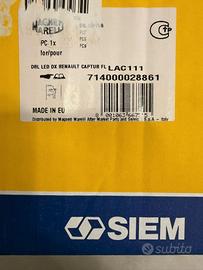 MAGNETI
MARELLI
PC 1x
for/pour
DRL LED DX RENAULT CAPTUR FL
LAC111
714000028861
MADE IN EU
Distributed by Magneti Marelli After Market Parts and Services S.p.A. - Italy
SIEM
subito